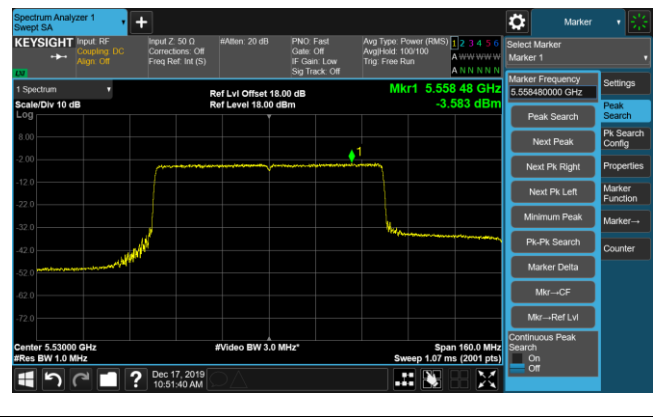 Spectrum Analyzer 1
Swept SA
Marker
KEYSIGHT
Input: RF
Coupling: DC
Align: Off
Input Z: 50 Ω
Corrections: Off
Freq Ref: Int (S)
#Atten: 20 dB
PNO: Fast
Gate: Off
IF Gain: Low
Sig Track: Off
Avg Type: Power (RMS)
Avg|Hold: 100/100
Trig: Free Run
1 2 3 4 5 6
A W W W W W
A N N N N N
LXI
Select Marker
Marker 1
1 Spectrum
Scale/Div 10 dB
Log
Ref Lvl Offset 18.00 dB
Ref Level 18.00 dBm
Mkr1 5.558 48 GHz
-3.583 dBm
8.00
-2.00
-12.0
-22.0
-32.0
-42.0
-52.0
-62.0
-72.0
1
Center 5.53000 GHz
#Res BW 1.0 MHz
#Video BW 3.0 MHz*
Span 160.0 MHz
Sweep 1.07 ms (2001 pts)
Marker Frequency
5.558480000 GHz
Peak Search
Next Peak
Next Pk Right
Next Pk Left
Minimum Peak
Pk-Pk Search
Marker Delta
Mkr→CF
Mkr→Ref Lvl
Continuous Peak
Search
On
Off
Settings
Peak
Search
Pk Search
Config
Properties
Marker
Function
Marker→
Counter
?
Dec 17, 2019
10:51:40 AM